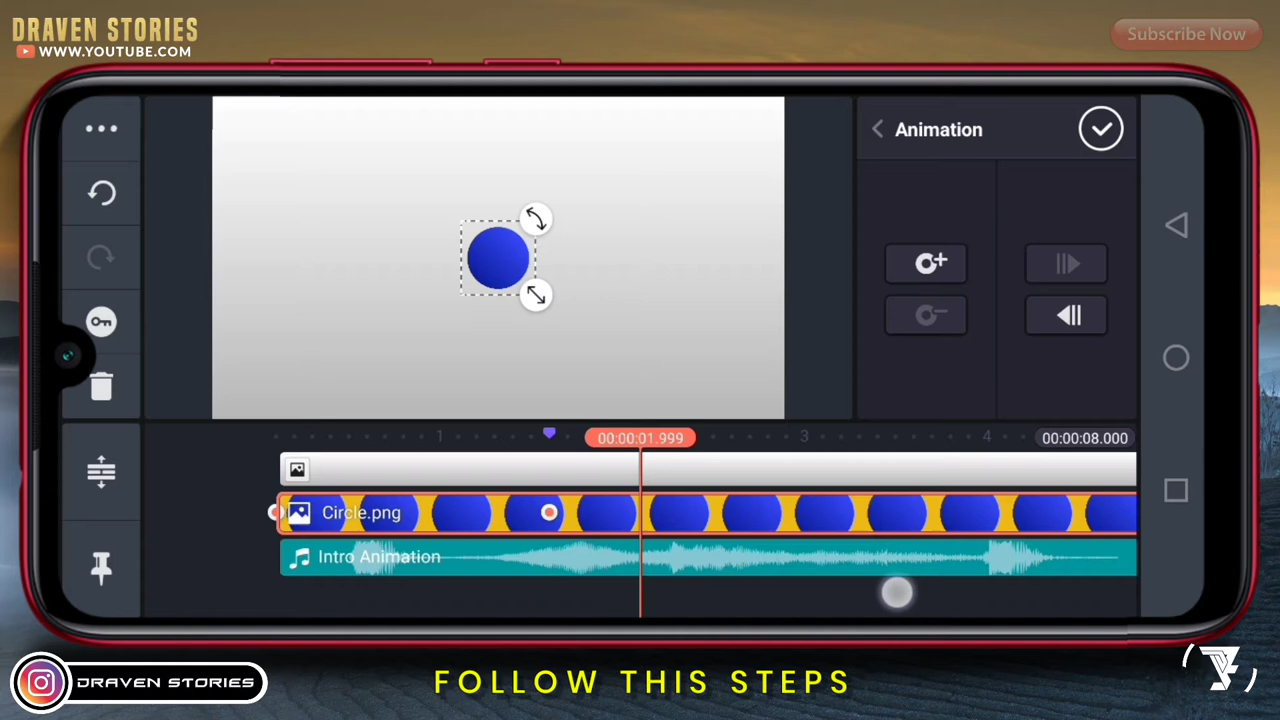 DRAVEN STORIES
WWW.YOUTUBE.COM
Subscribe Now
Animation
1
00:00:01.999
3
4
00:00:08.000
Circle.png
Intro Animation
DRAVEN STORIES
FOLLOW THIS STEPS